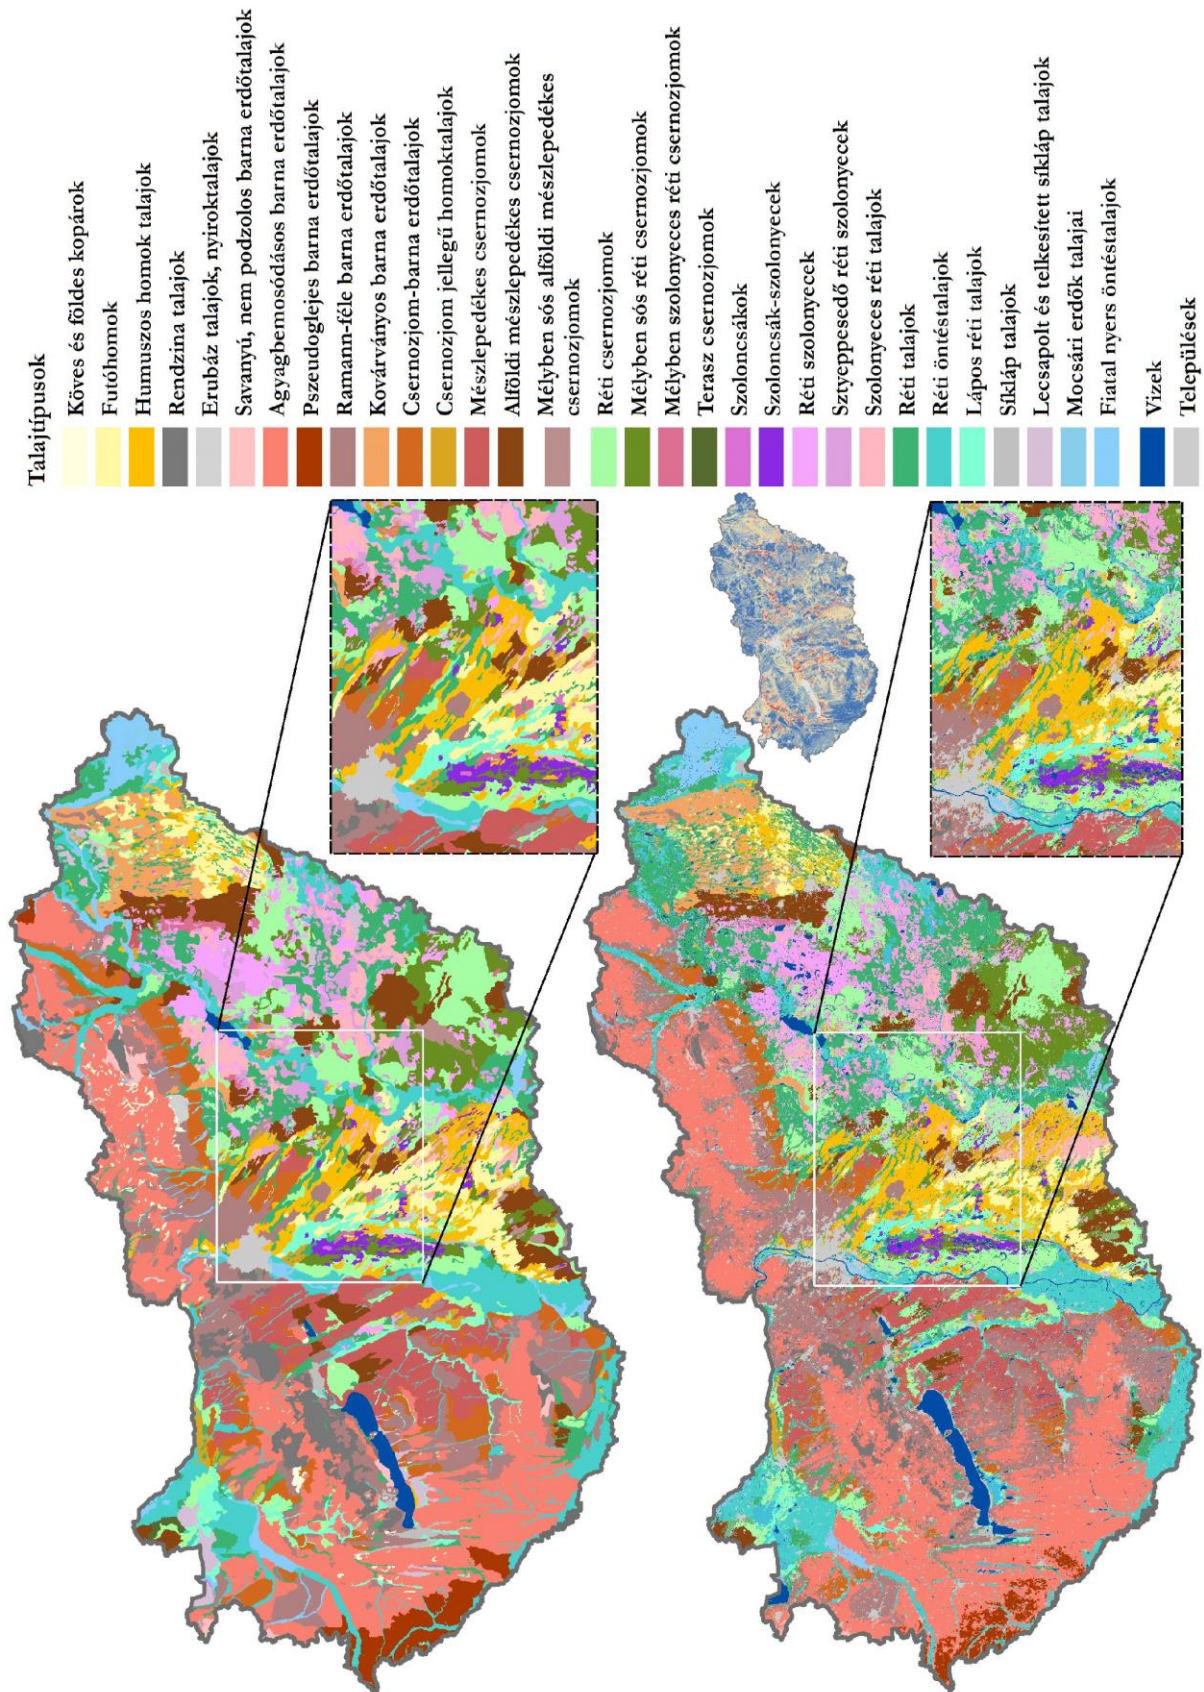 Talajtípusok
Köves és földes kopárok
Futóhomok
Humuszos homok talajok
Rendzina talajok
Erubáz talajok, nyiroktalajok
Savanyú, nem podzolos barna erdőtalajok
Agyagbemosódásos barna erdőtalajok
Pszeudoglejes barna erdőtalajok
Ramann-féle barna erdőtalajok
Kovárványos barna erdőtalajok
Csernozjom-barna erdőtalajok
Csernozjom jellegű homoktalajok
Mészlepedékes csernozjomok
Alföldi mészlepedékes csernozjomok
Mélyben sós alföldi mészlepedékes
csernozjomok
Réti csernozjomok
Mélyben sós réti csernozjomok
Mélyben szolonyeces réti csernozjomok
Terasz csernozjomok
Szoloncsákok
Szoloncsák-szolonyecek
Réti szolonyecek
Sztyeppesedő réti szolonyecek
Szolonyeces réti talajok
Réti talajok
Réti öntéstalajok
Lápos réti talajok
Síkláp talajok
Lecsapolt és telkesített síkláp talajok
Mocsári erdők talajai
Fiatal nyers öntéstalajok
Vizek
Települések